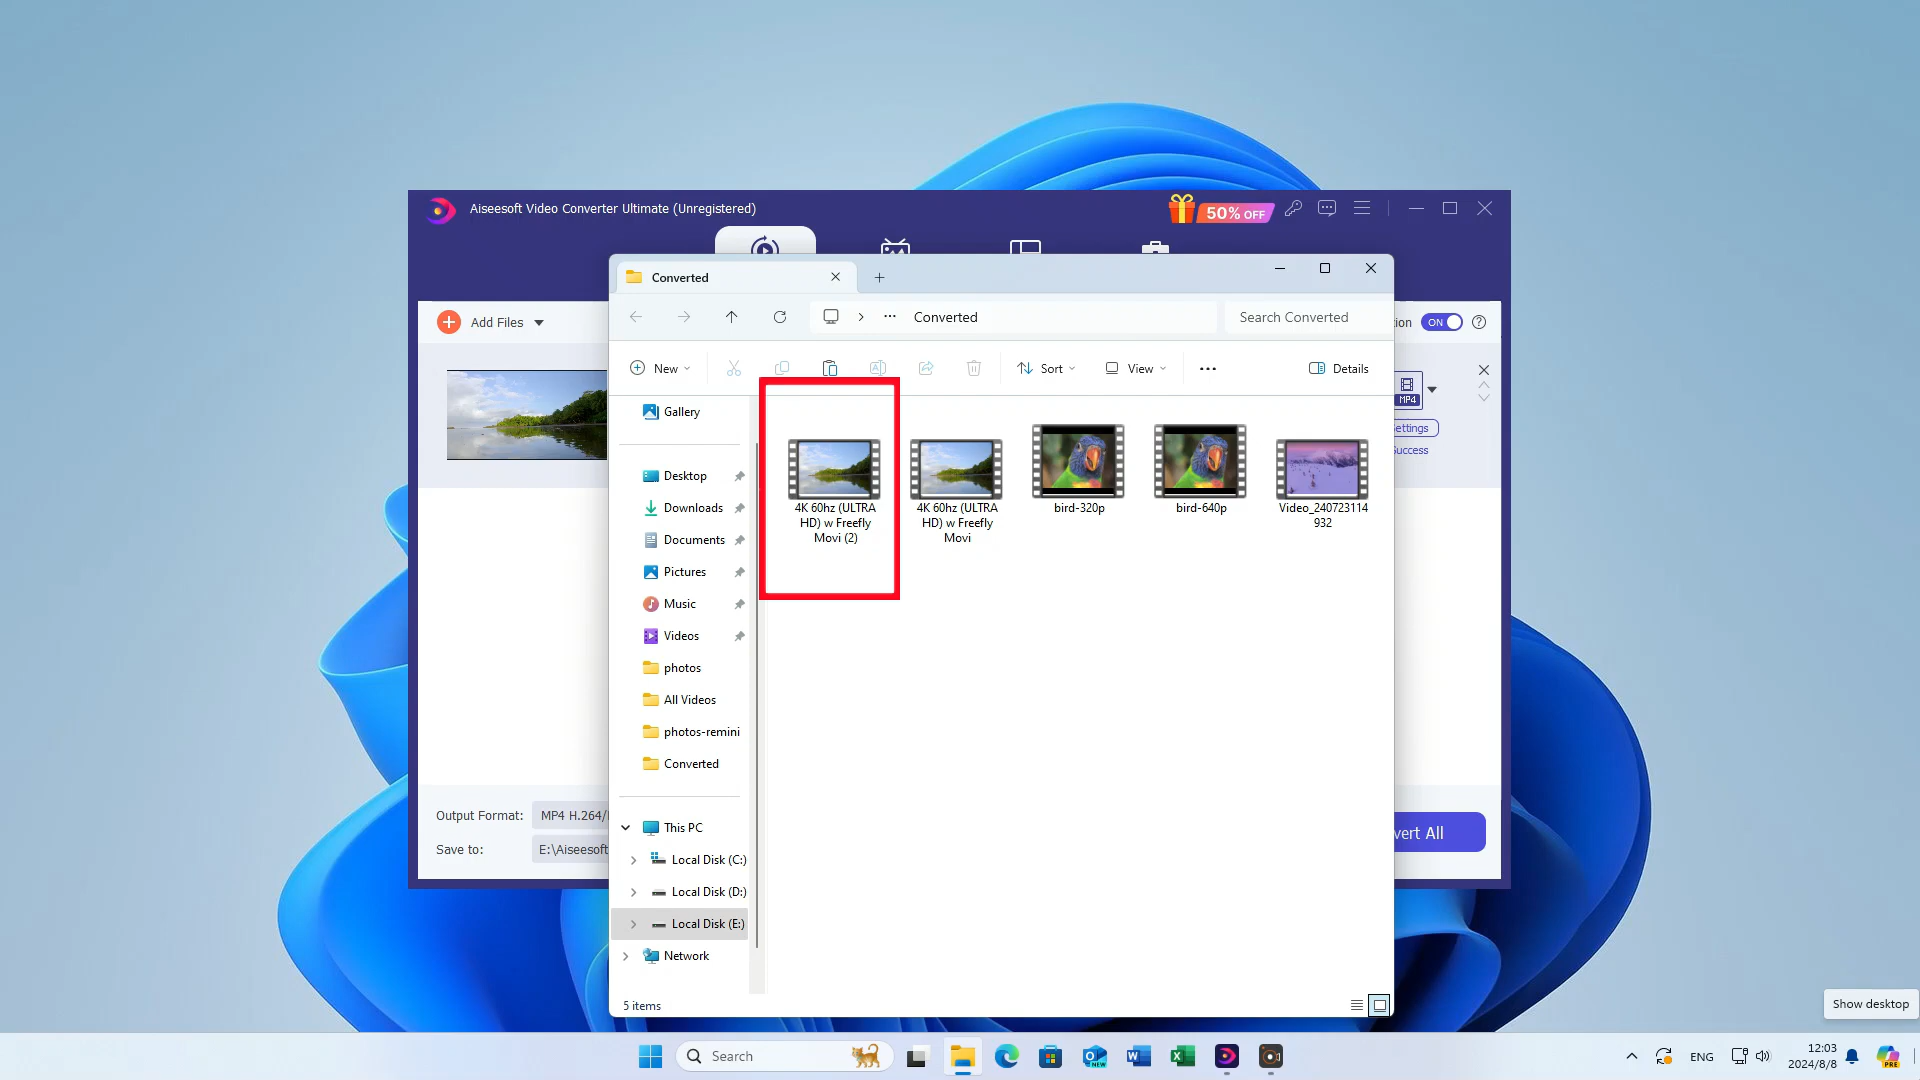 Aiseesoft Video Converter Ultimate (Unregistered)
50% OFF
Converted
Add Files
Converted
Search Converted
ion
ON
New
Sort
View
Details
MP4
ettings
Success
Gallery
Desktop
Downloads
Documents
Pictures
Music
Videos
photos
All Videos
photos-remini
Converted
This PC
Local Disk (C:)
Local Disk (D:)
Local Disk (E:)
Network
4K 60hz (ULTRA
HD) w Freefly
Movi (2)
4K 60hz (ULTRA
HD) w Freefly
Movi
bird-320p
bird-640p
Video_240723114
932
Output Format:
MP4 H.264/
Save to:
E:\Aiseesoft
vert All
5 items
Show desktop
Search
NEW
ENG
12:03
2024/8/8
PRE